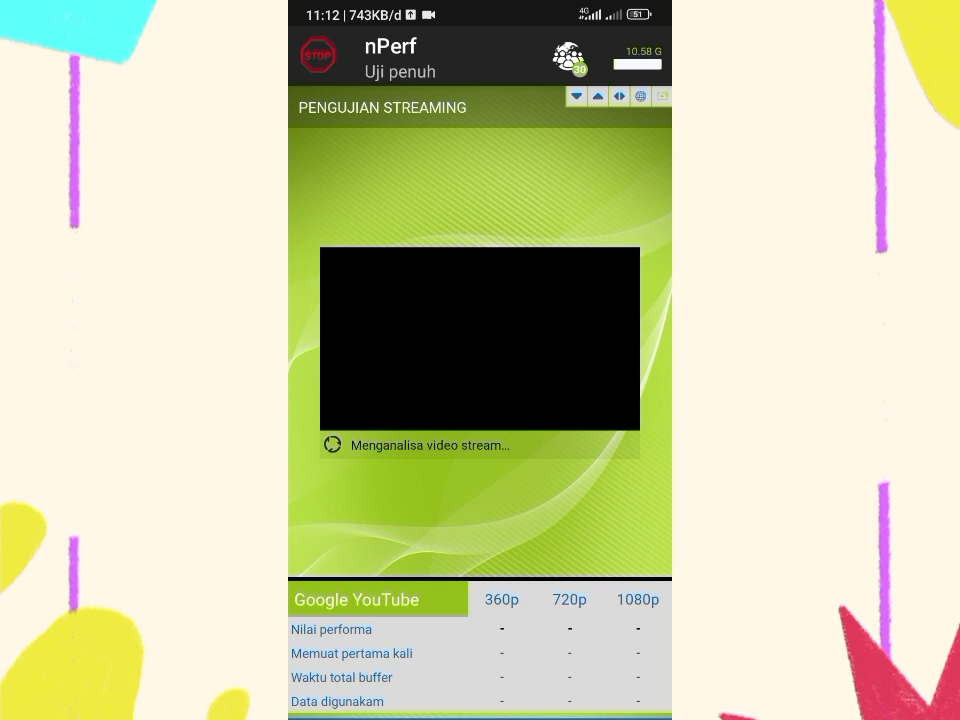 11:12 | 743KB/d
4G
51
STOP
nPerf
Uji penuh
30
10.58 G
PENGUJIAN STREAMING
Menganalisa video stream...
Google YouTube 360p 720p 1080p
Nilai performa - - -
Memuat pertama kali - - -
Waktu total buffer - - -
Data digunakam - - -